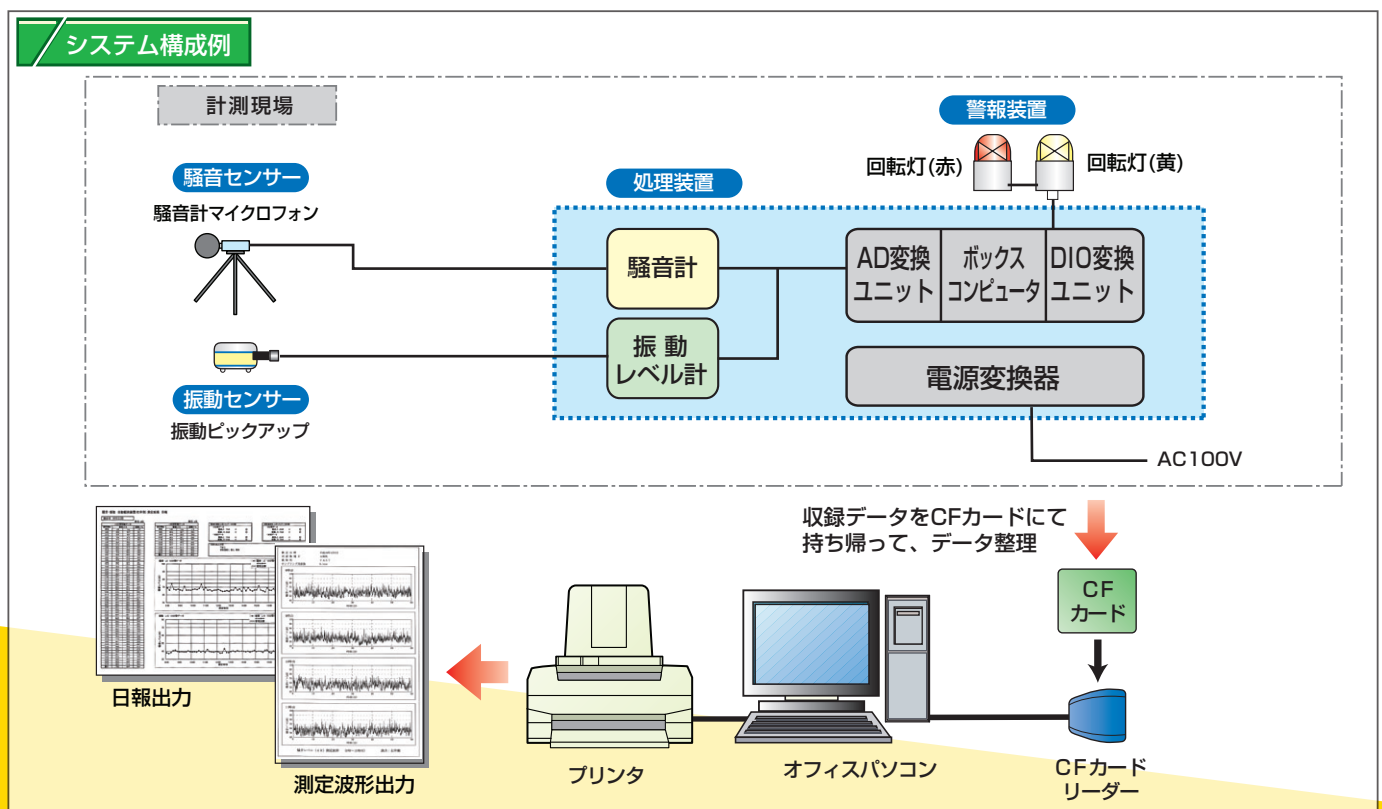 システム構成例
計測現場
警報装置
回転灯(赤)
回転灯(黄)
騒音センサー
騒音計マイクロフォン
処理装置
騒音計
AD変換
ユニット
ボックス
コンピュータ
DIO変換
ユニット
振動
レベル計
電源変換器
振動センサー
振動ピックアップ
AC100V
収録データをCFカードにて
持ち帰って、データ整理
CF
カード
日報出力
測定波形出力
プリンタ
オフィスパソコン
CFカード
リーダー